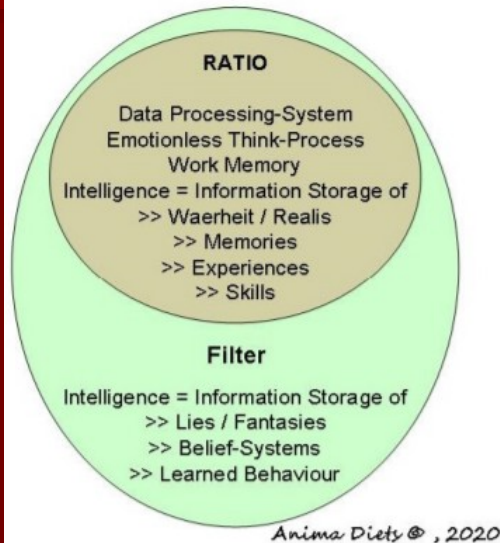 RATIO
Data Processing-System
Emotionless Think-Process
Work Memory
Intelligence = Information Storage of
>> Waerheit / Realis
>> Memories
>> Experiences
>> Skills
Filter
Intelligence = Information Storage of
>> Lies / Fantasies
>> Belief-Systems
>> Learned Behaviour
Anima Diets ® , 2020